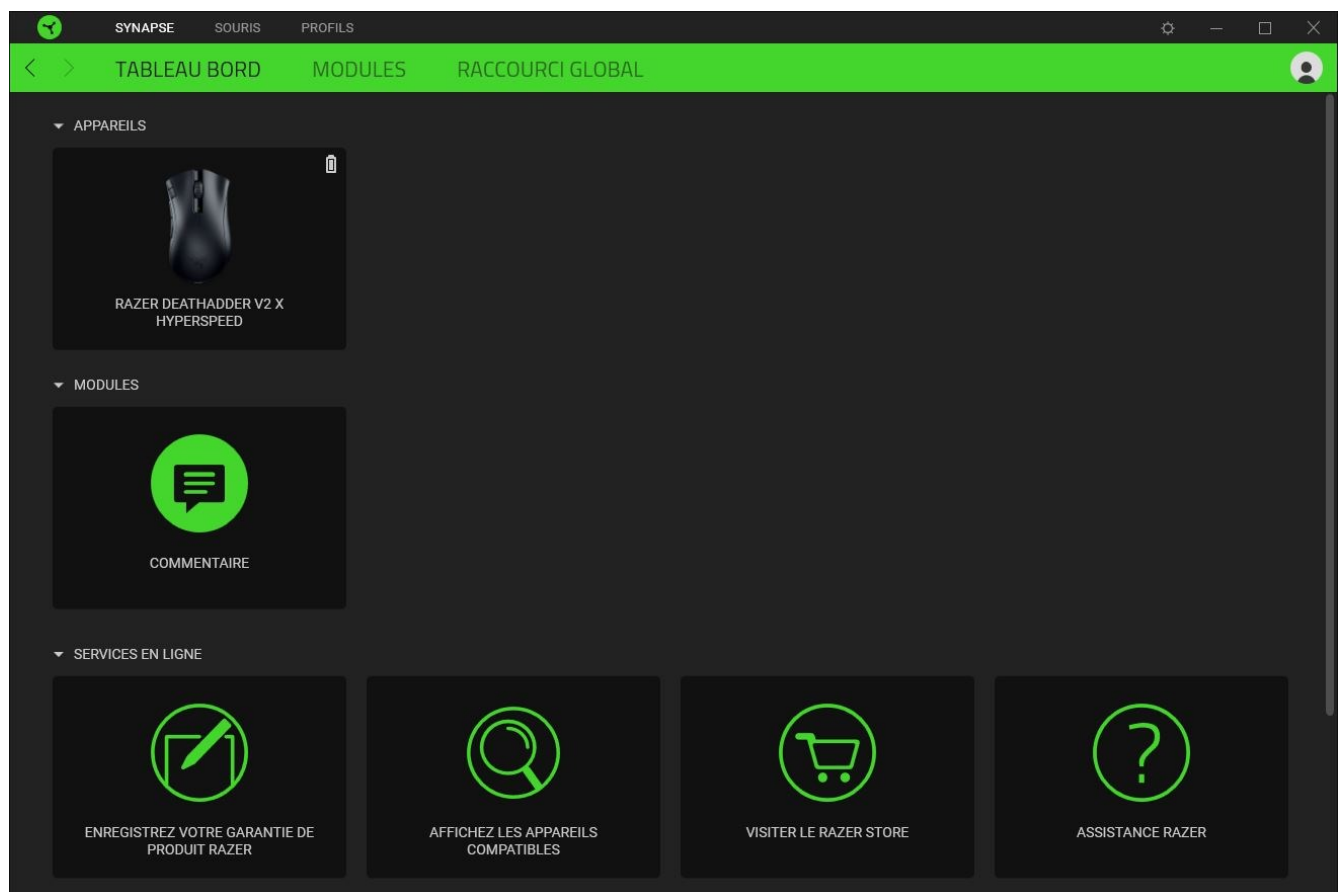 SYNAPSE SOURIS PROFILS
TABLEAU BORD MODULES RACCOURCI GLOBAL
APPAREILS
RAZER DEATHADDER V2 X
HYPERSPEED
MODULES
COMMENTAIRE
SERVICES EN LIGNE
ENREGISTREZ VOTRE GARANTIE DE
PRODUIT RAZER
AFFICHEZ LES APPAREILS
COMPATIBLES
VISITER LE RAZER STORE
ASSISTANCE RAZER